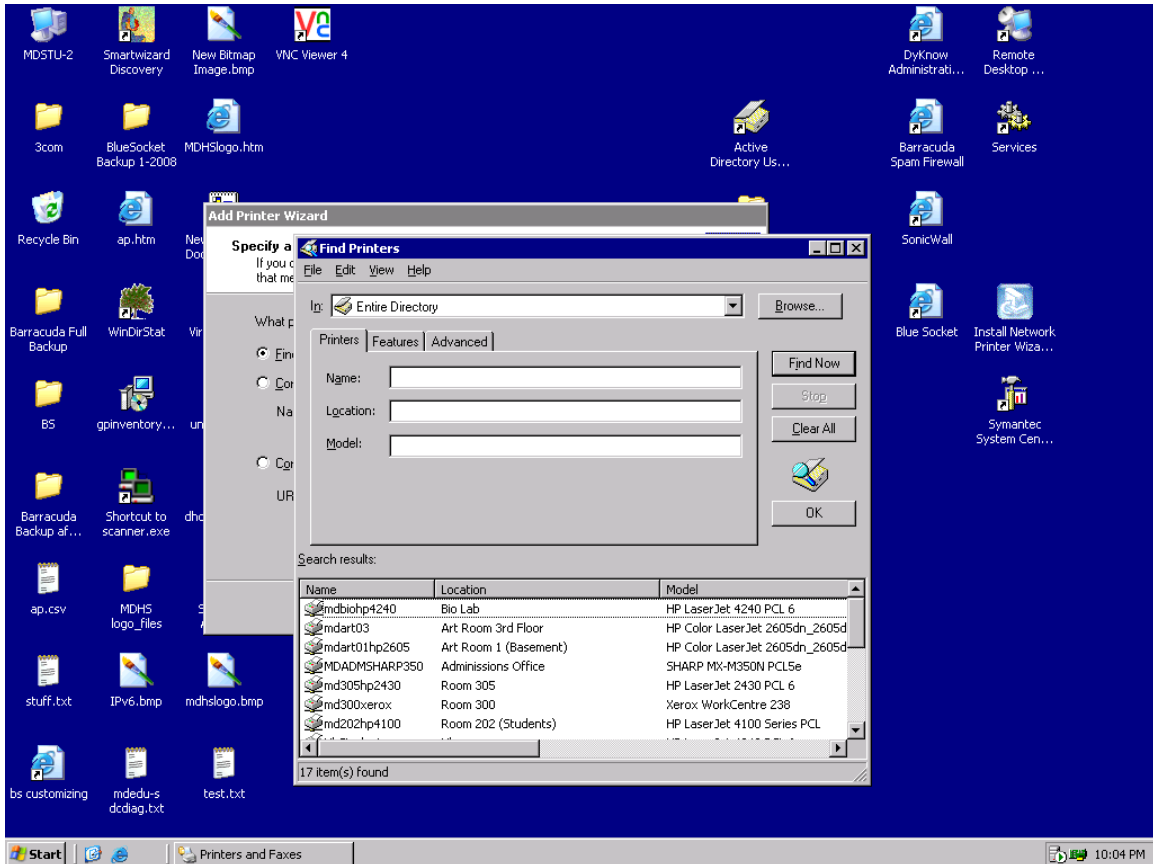 MDSTU-2
Smartwizard Discovery
New Bitmap Image.bmp
VNC Viewer 4
DyKnow Administrati...
Remote Desktop ...
3com
BlueSocket Backup 1-2008
MDHSlogo.htm
Active Directory Us...
Barracuda Spam Firewall
Services
Recycle Bin
ap.htm
SonicWall
Barracuda Full Backup
WinDirStat
Blue Socket
Install Network Printer Wiza...
BS
gpinventory...
Symantec System Cen...
Barracuda Backup af...
Shortcut to scanner.exe
ap.csv
MDHS logo_files
stuff.txt
IPv6.bmp
mdhslogo.bmp
bs customizing
mdedu-s dcdiag.txt
test.txt
Add Printer Wizard
Specify a
If you
that me
What p
Na
UR
Find Printers
File Edit View Help
In: Entire Directory
Browse...
Printers Features Advanced
Name:
Location:
Model:
Find Now
Stop
Clear All
OK
Search results:
Name Location Model
mdbiohp4240 Bio Lab HP LaserJet 4240 PCL 6
mdart03 Art Room 3rd Floor HP Color LaserJet 2605dn_2605d
mdart01hp2605 Art Room 1 (Basement) HP Color LaserJet 2605dn_2605d
MDADMSHARP350 Adminissions Office SHARP MX-M350N PCL5e
md305hp2430 Room 305 HP LaserJet 2430 PCL 6
md300xerox Room 300 Xerox WorkCentre 238
md202hp4100 Room 202 (Students) HP LaserJet 4100 Series PCL
17 item(s) found
Start
Printers and Faxes
10:04 PM